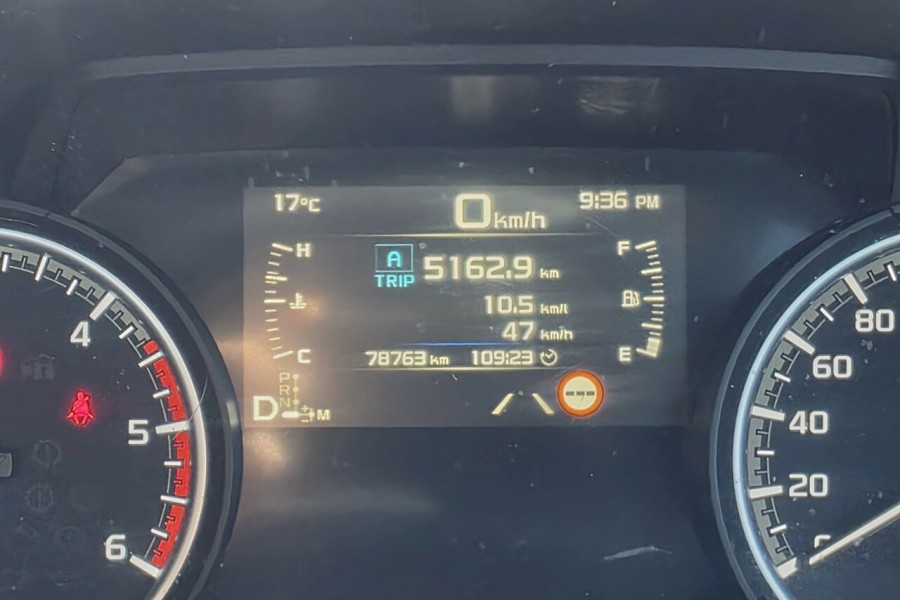 17°C 0 km/h 9:36 PM
H F
A 5162.9 km
TRIP
10.5 km/l
47 km/h
C E
78763 km 109:23
P
R
N
D M
4
5
6
80
60
40
20